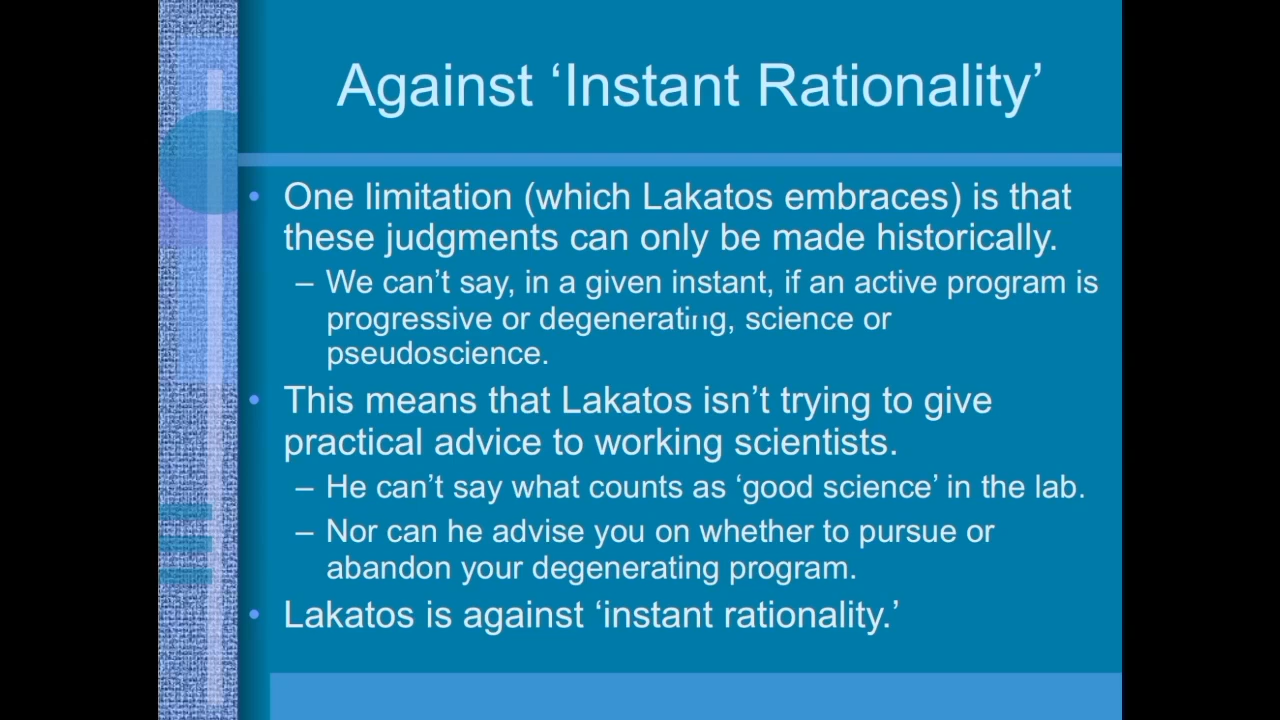 Against ‘Instant Rationality’
• One limitation (which Lakatos embraces) is that
these judgments can only be made historically.
– We can’t say, in a given instant, if an active program is
progressive or degenerating, science or
pseudoscience.
• This means that Lakatos isn’t trying to give
practical advice to working scientists.
– He can’t say what counts as ‘good science’ in the lab.
– Nor can he advise you on whether to pursue or
abandon your degenerating program.
• Lakatos is against ‘instant rationality.’